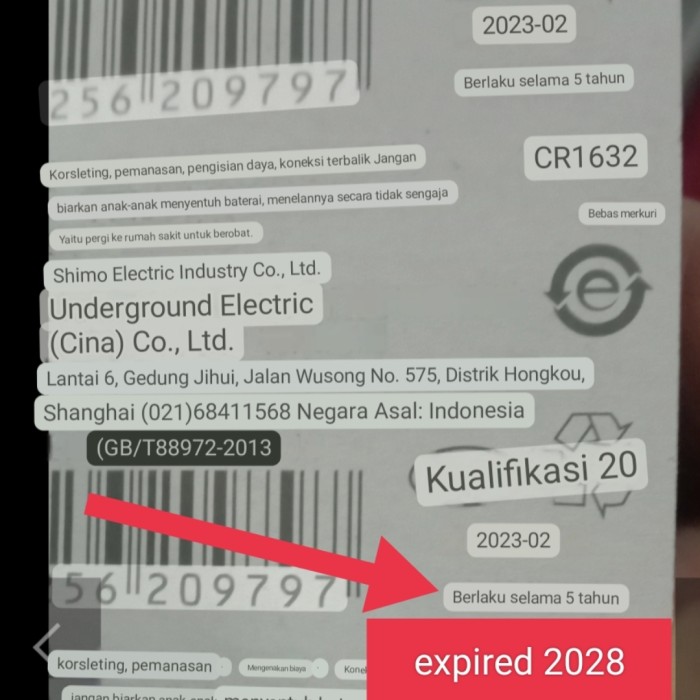 2023-02
Berlaku selama 5 tahun
256 209797
CR1632
Korsleting, pemanasan, pengisian daya, koneksi terbalik Jangan
biarkan anak-anak menyentuh baterai, menelannya secara tidak sengaja
Bebas merkuri
Yaitu pergi ke rumah sakit untuk berobat.
Shimo Electric Industry Co., Ltd.
Underground Electric
(Cina) Co., Ltd.
e
Lantai 6, Gedung Jihui, Jalan Wusong No. 575, Distrik Hongkou,
Shanghai (021)68411568 Negara Asal: Indonesia
(GB/T88972-2013
Kualifikasi 20
2023-02
56 209797
Berlaku selama 5 tahun
korsleting, pemanasan
expired 2028